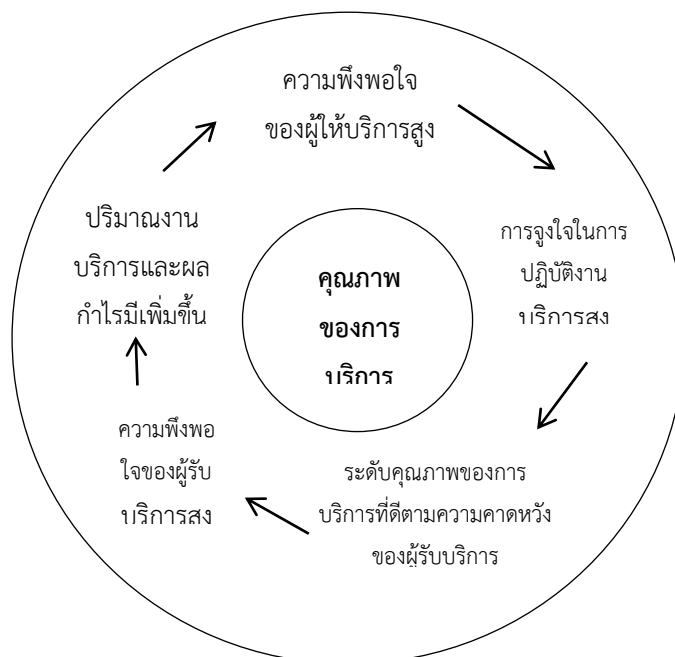 ความพึงพอใจ
ของผู้ให้บริการสูง
การจูงใจในการ
ปฏิบัติงาน
บริการสูง
ระดับคุณภาพของการ
บริการที่ดีตามความคาดหวัง
ของผู้รับบริการ
ความพึงพอ
ใจของผู้รับ
บริการสูง
ปริมาณงาน
บริการและผล
กำไรมีเพิ่มขึ้น
คุณภาพ
ของการ
บริการ